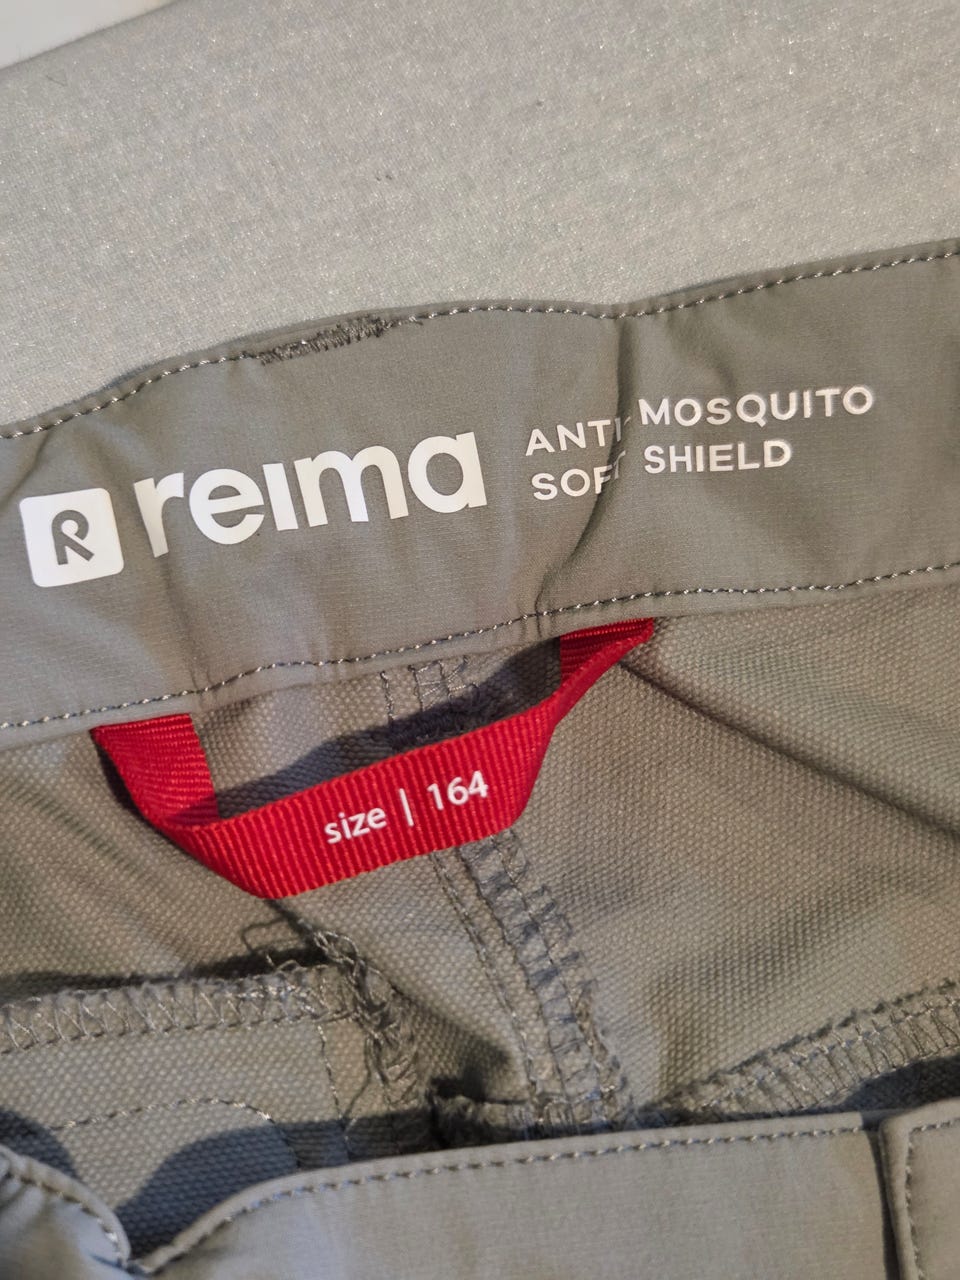 R reima
ANTI-MOSQUITO
SOFT SHIELD
size | 164